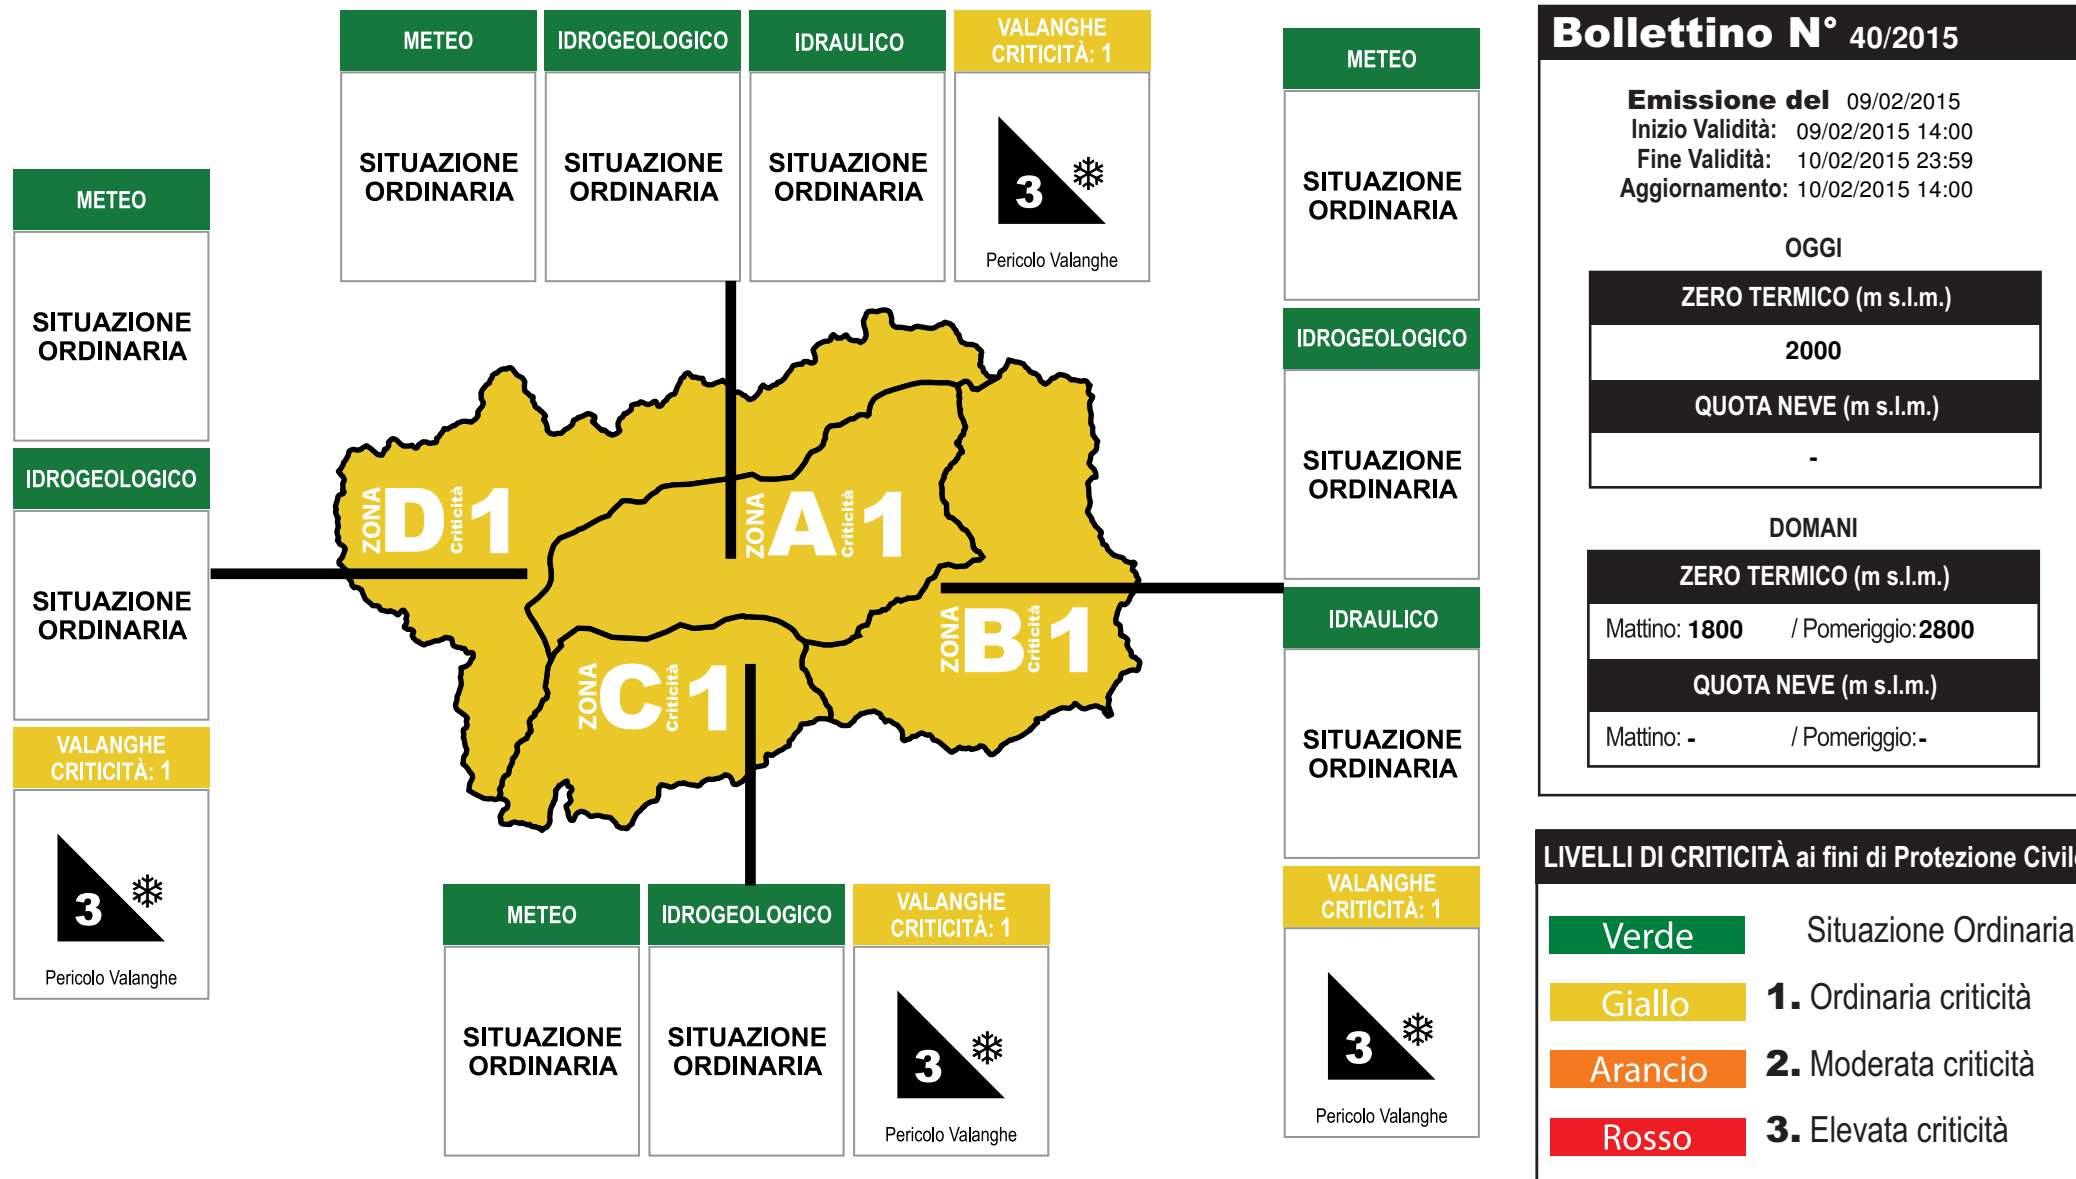 METEO
SITUAZIONE
ORDINARIA
IDROGEOLOGICO
SITUAZIONE
ORDINARIA
IDRAULICO
SITUAZIONE
ORDINARIA
VALANGHE
CRITICITÀ: 1
3
Pericolo Valanghe
METEO
SITUAZIONE
ORDINARIA
IDROGEOLOGICO
SITUAZIONE
ORDINARIA
VALANGHE
CRITICITÀ: 1
3
Pericolo Valanghe
ZONA D Criticità 1
ZONA A Criticità 1
ZONA B Criticità 1
ZONA C Criticità 1
METEO
SITUAZIONE
ORDINARIA
IDROGEOLOGICO
SITUAZIONE
ORDINARIA
VALANGHE
CRITICITÀ: 1
3
Pericolo Valanghe
METEO
SITUAZIONE
ORDINARIA
IDROGEOLOGICO
SITUAZIONE
ORDINARIA
IDRAULICO
SITUAZIONE
ORDINARIA
VALANGHE
CRITICITÀ: 1
3
Pericolo Valanghe
Bollettino N° 40/2015
Emissione del 09/02/2015
Inizio Validità: 09/02/2015 14:00
Fine Validità: 10/02/2015 23:59
Aggiornamento: 10/02/2015 14:00
OGGI
ZERO TERMICO (m s.l.m.)
2000
QUOTA NEVE (m s.l.m.)
-
DOMANI
ZERO TERMICO (m s.l.m.)
Mattino: 1800 / Pomeriggio: 2800
QUOTA NEVE (m s.l.m.)
Mattino: - / Pomeriggio: -
LIVELLI DI CRITICITÀ ai fini di Protezione Civile
Verde Situazione Ordinaria
Giallo 1. Ordinaria criticità
Arancio 2. Moderata criticità
Rosso 3. Elevata criticità